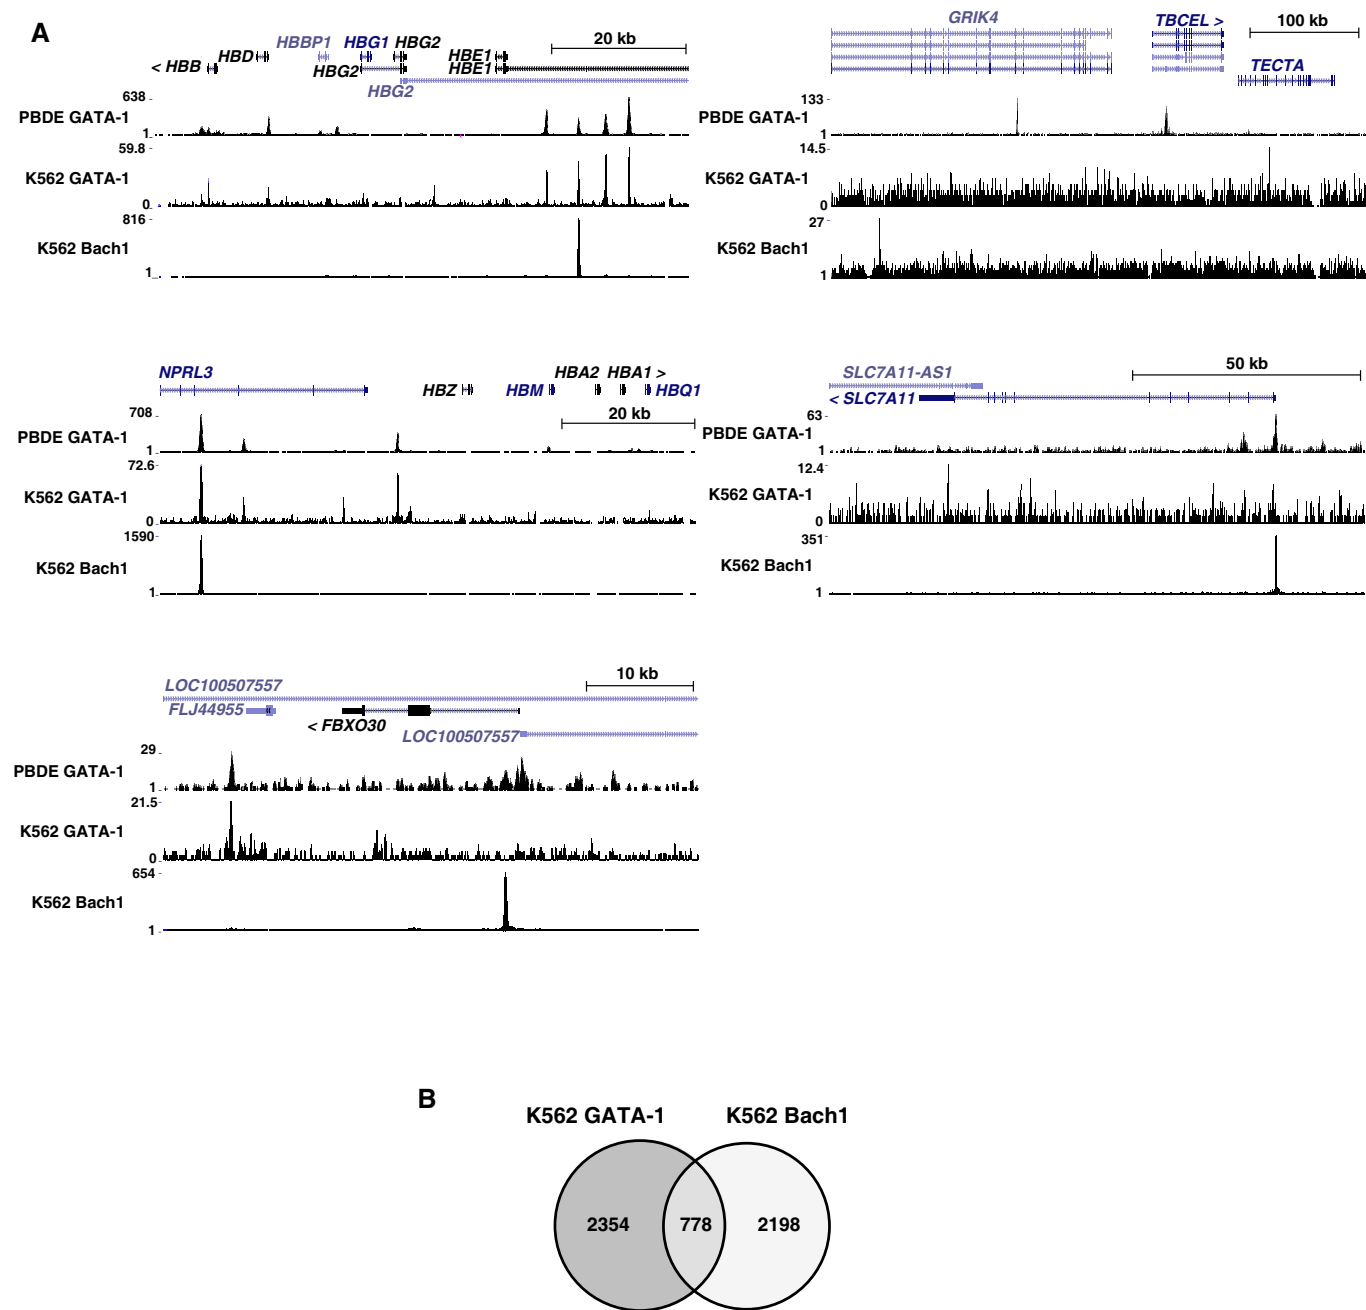 A
20 kb
HBBP1 HBG1 HBG2
HBD HBE1
< HBB HBG2 HBE1
HBG2
638
PBDE GATA-1
1
59.8
K562 GATA-1
0
816
K562 Bach1
1
GRIK4 TBCEL >
100 kb
TECTA
133
PBDE GATA-1
1
14.5
K562 GATA-1
0
27
K562 Bach1
1
NPRL3
HBA2 HBA1 >
HBZ HBM HBQ1
20 kb
708
PBDE GATA-1
1
72.6
K562 GATA-1
0
1590
K562 Bach1
1
50 kb
SLC7A11-AS1
< SLC7A11
63
PBDE GATA-1
1
12.4
K562 GATA-1
0
351
K562 Bach1
1
10 kb
LOC100507557
FLJ44955
< FBXO30
LOC100507557
29
PBDE GATA-1
1
21.5
K562 GATA-1
0
654
K562 Bach1
1
B
K562 GATA-1 K562 Bach1
2354 778 2198